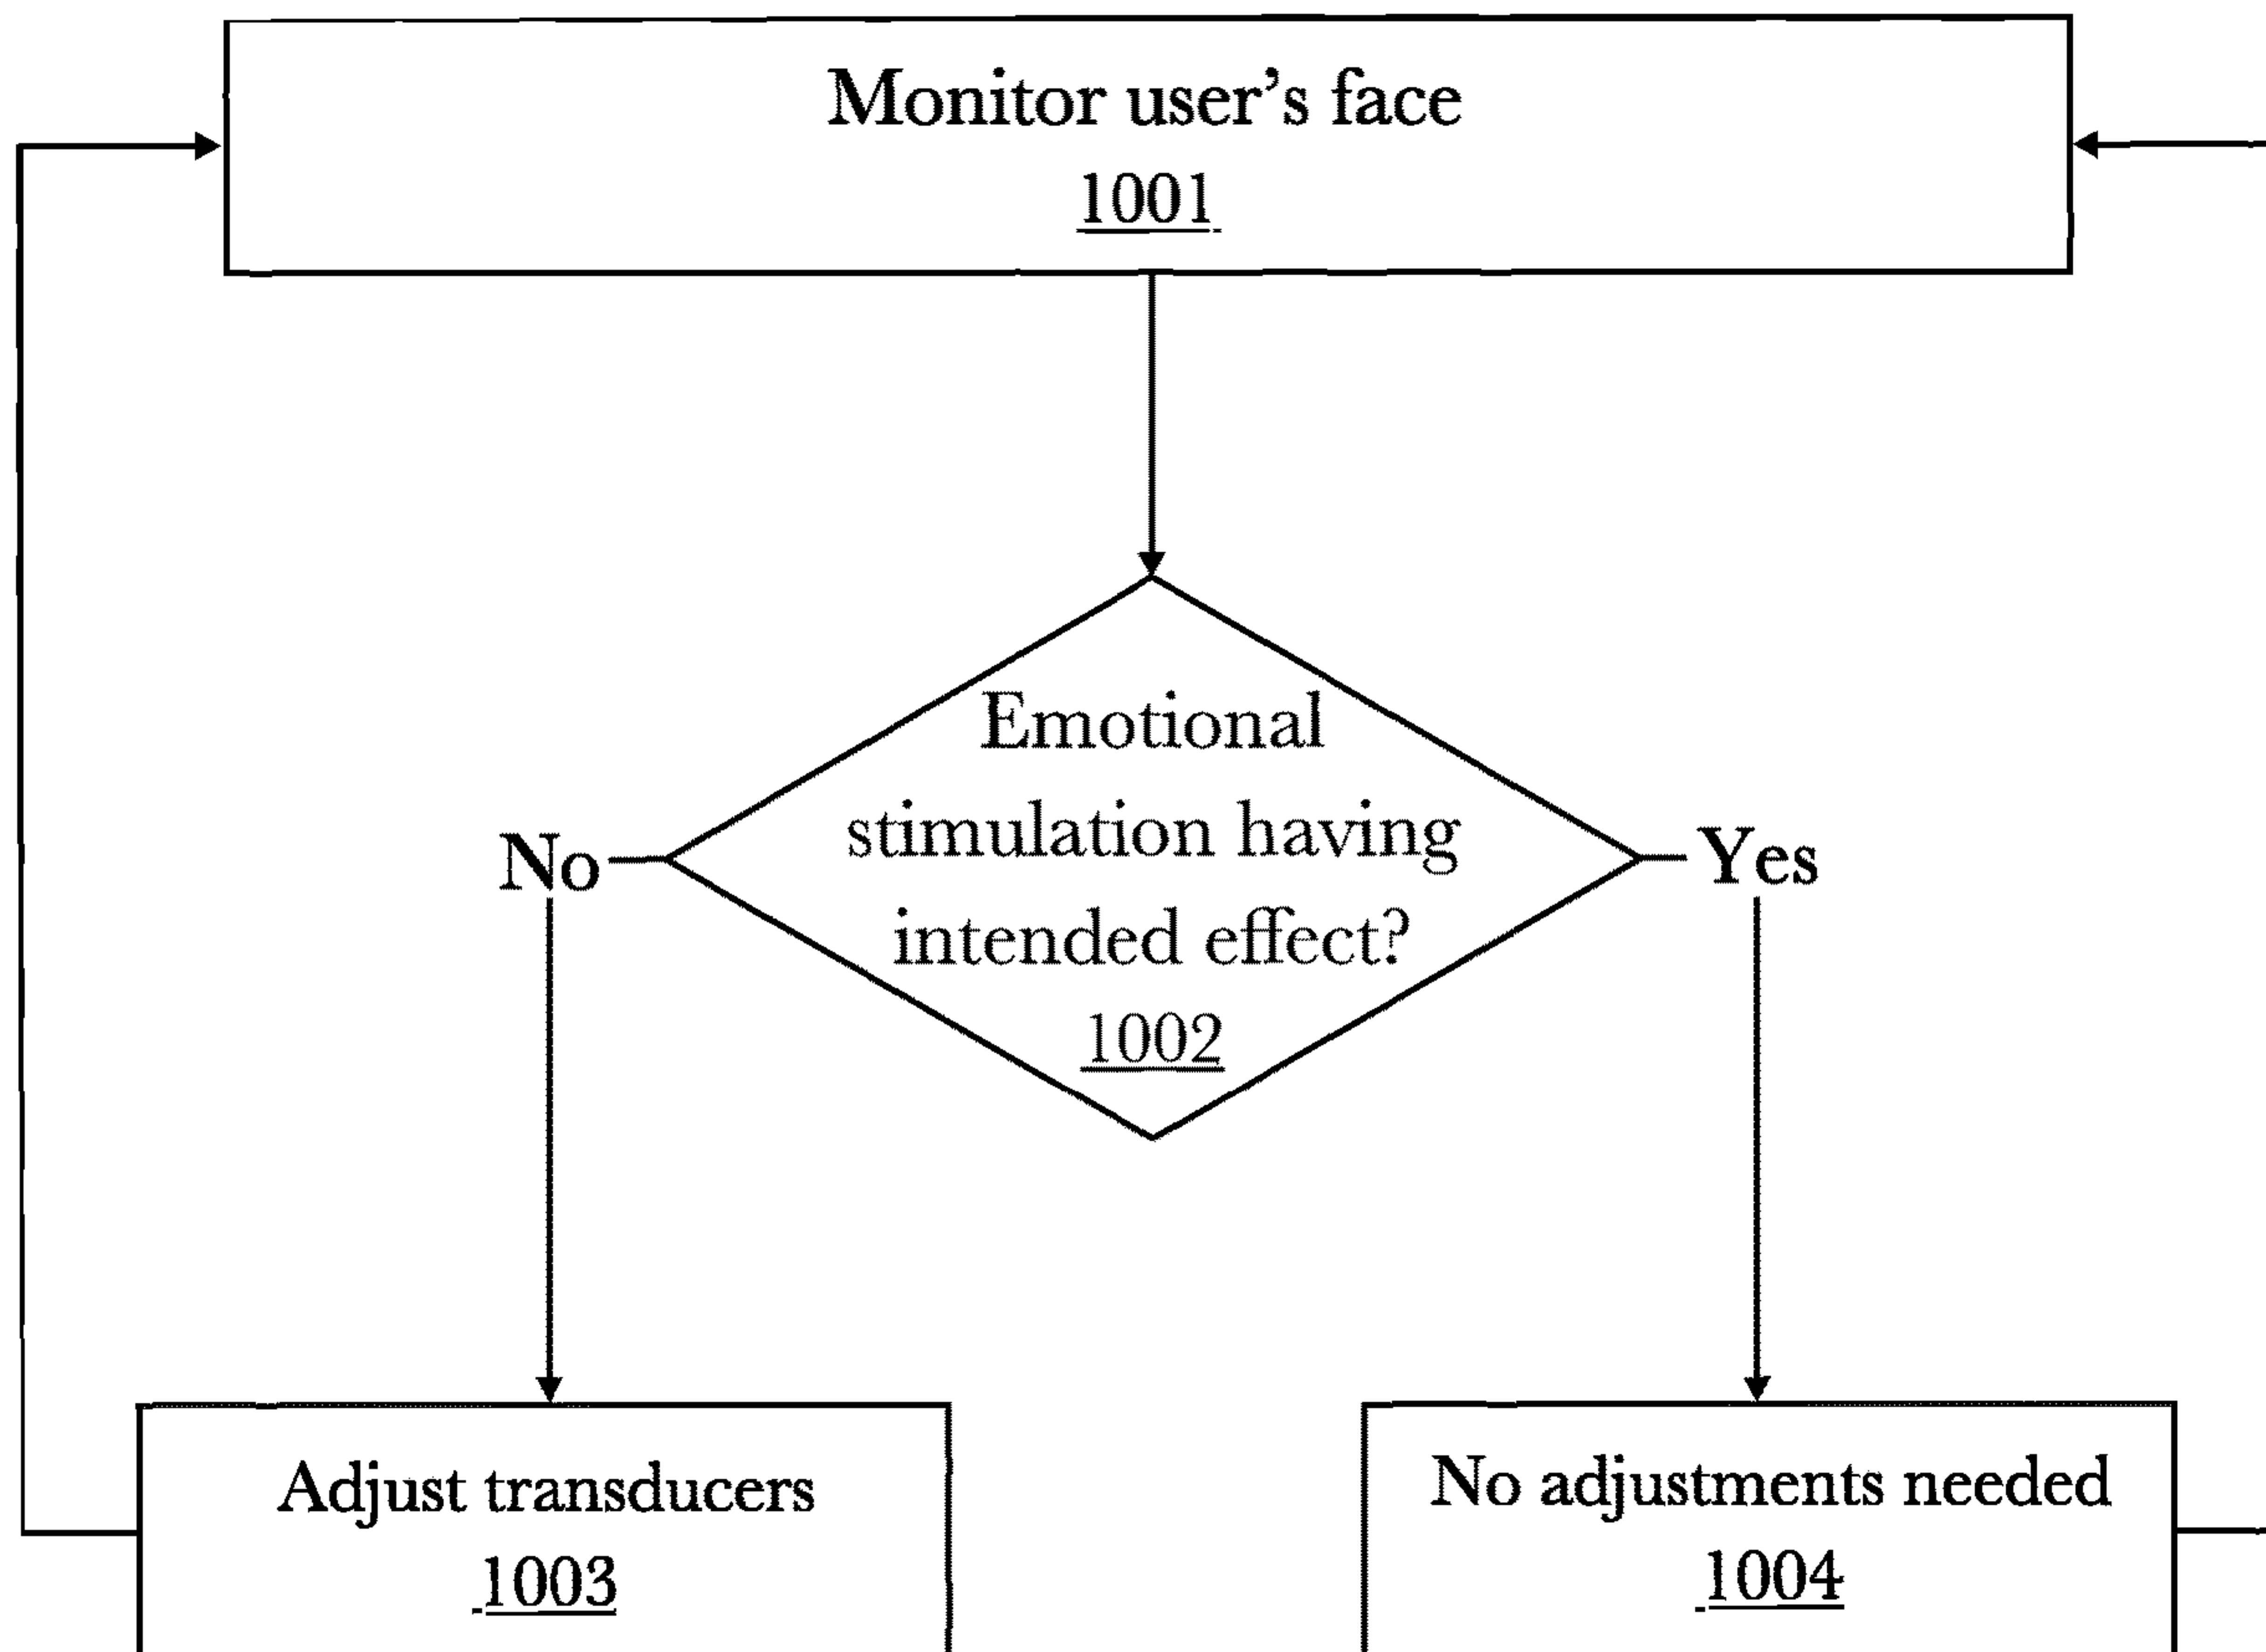 Monitor user’s face
1001
Emotional
stimulation having
intended effect?
1002
No
Yes
Adjust transducers
1003
No adjustments needed
1004